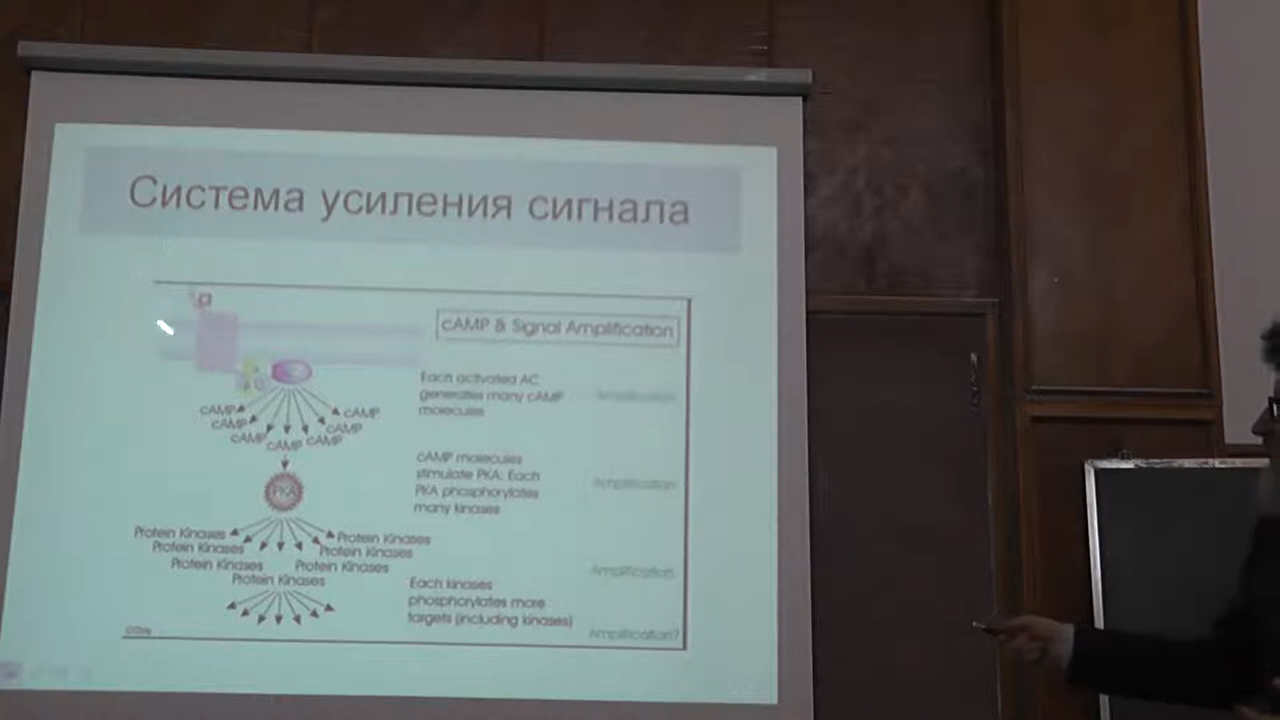 Система усиления сигнала
cAMP & Signal Amplification
Each activated AC
generates many cAMP
molecules
Amplification
cAMP
cAMP
cAMP
cAMP
cAMP
cAMP
cAMP
cAMP molecules
stimulate PKA: Each
PKA phosphorylates
many kinases
Amplification
PKA
Protein Kinases
Protein Kinases
Protein Kinases
Protein Kinases
Protein Kinases
Protein Kinases
Protein Kinases
Amplification
Each kinases
phosphorylates more
targets (including kinases)
Amplification?